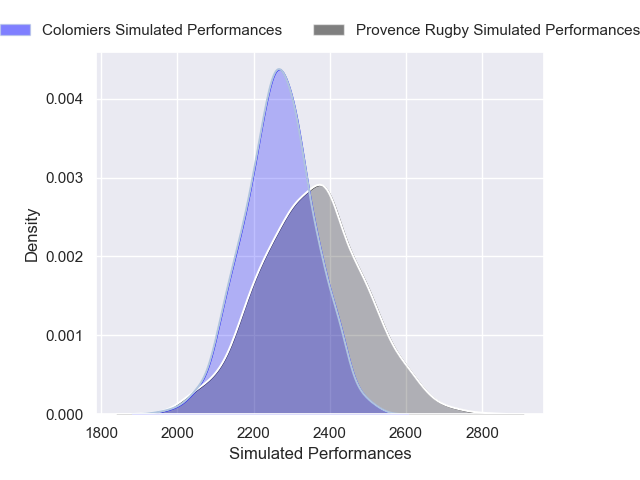 Colomiers Simulated Performances Provence Rugby Simulated Performances
0.004
0.003
0.002
0.001
0.000
Density
1800 2000 2200 2400 2600 2800
Simulated Performances